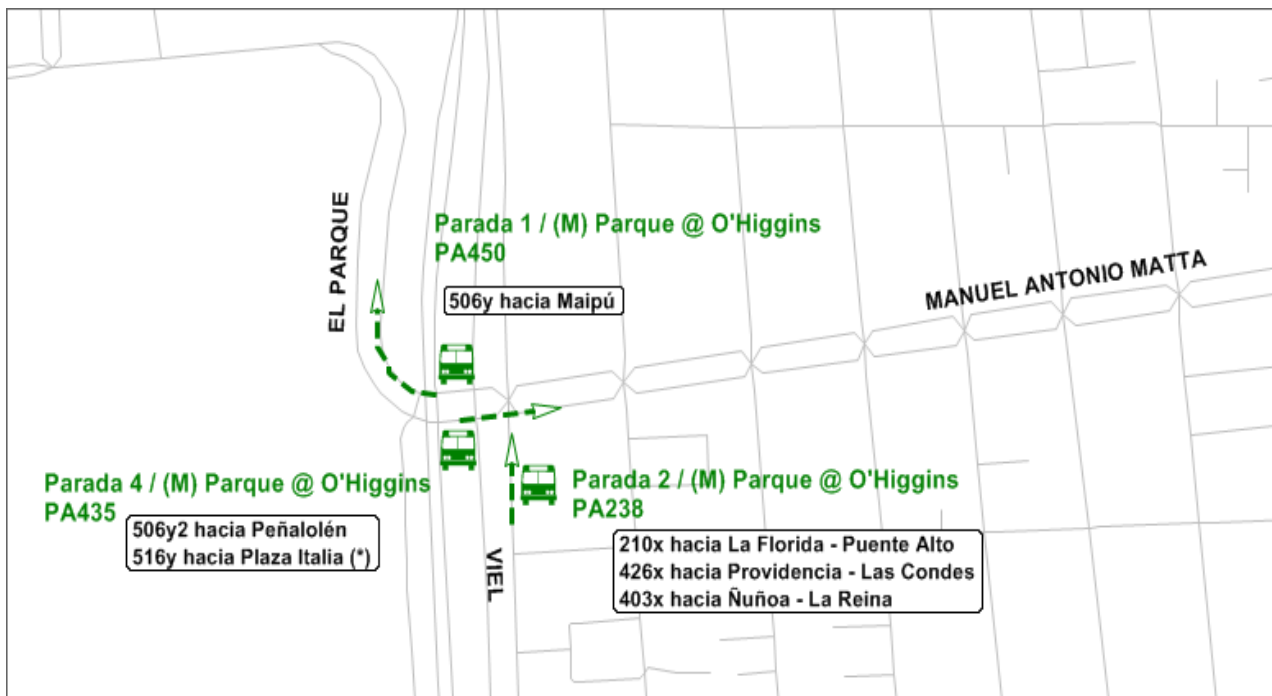 EL PARQUE
Parada 1 / (M) Parque @ O'Higgins
PA450
506y hacia Maipú
MANUEL ANTONIO MATTA
Parada 4 / (M) Parque @ O'Higgins
PA435
506y2 hacia Peñalolén
516y hacia Plaza Italia (*)
VIEL
Parada 2 / (M) Parque @ O'Higgins
PA238
210x hacia La Florida - Puente Alto
426x hacia Providencia - Las Condes
403x hacia Ñuñoa - La Reina